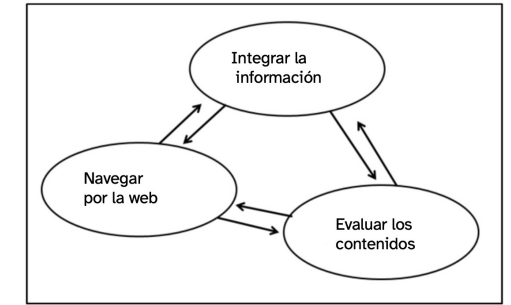 Integrar la
información
Navegar
por la web
Evaluar los
contenidos